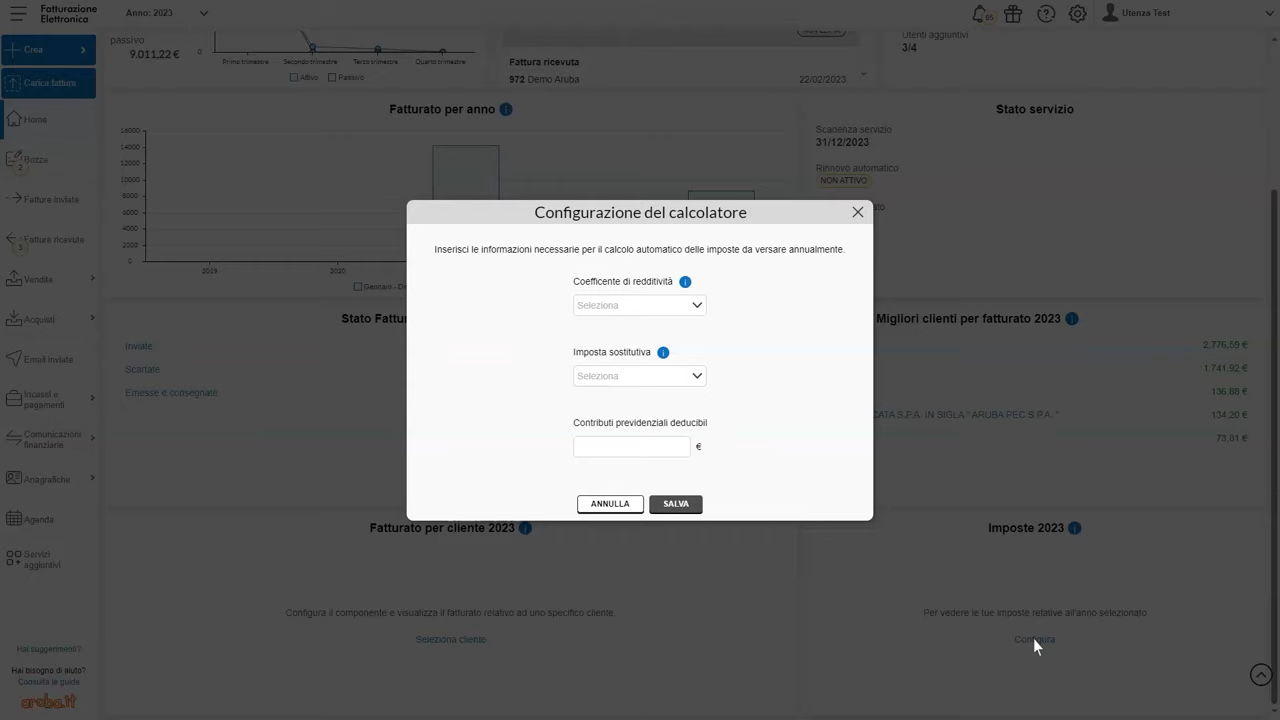 Fatturazione
Elettronica
Anno: 2023
65
Utenza Test
Crea
Carica fattura
Home
Bozze
2
Fatture inviate
Fatture ricevute
3
Vendite
Acquisti
Email inviate
Incassi e
pagamenti
Comunicazioni
finanziarie
Anagrafiche
Agenda
Servizi
aggiuntivi
Hai suggerimenti?
Hai bisogno di aiuto?
Consulta le guide
aruba.it
passivo
9.011,22 €
0
Primo trimestre
Secondo trimestre
Terzo trimestre
Quarto trimestre
Attivo
Passivo
Fattura ricevuta
972 Demo Aruba
22/02/2023
Utenti aggiuntivi
3/4
Fatturato per anno
16000
14000
12000
10000
8000
6000
4000
2000
0
2019
2020
Gennaio - De
Stato servizio
Scadenza servizio
31/12/2023
Rinnovo automatico
NON ATTIVO
Configurazione del calcolatore
Inserisci le informazioni necessarie per il calcolo automatico delle imposte da versare annualmente.
Coefficente di redditività
Seleziona
Imposta sostitutiva
Seleziona
Contributi previdenziali deducibil
€
ANNULLA
SALVA
Stato Fattu
Inviate
Scartate
Emesse e consegnate
Migliori clienti per fatturato 2023
2.776,59 €
1.741,92 €
136,88 €
CATA S.P.A. IN SIGLA " ARUBA PEC S.P.A. "
134,20 €
73,81 €
Fatturato per cliente 2023
Configura il componente e visualizza il fatturato relativo ad uno specifico cliente.
Seleziona cliente
Imposte 2023
Per vedere le tue imposte relative all'anno selezionato
Configura